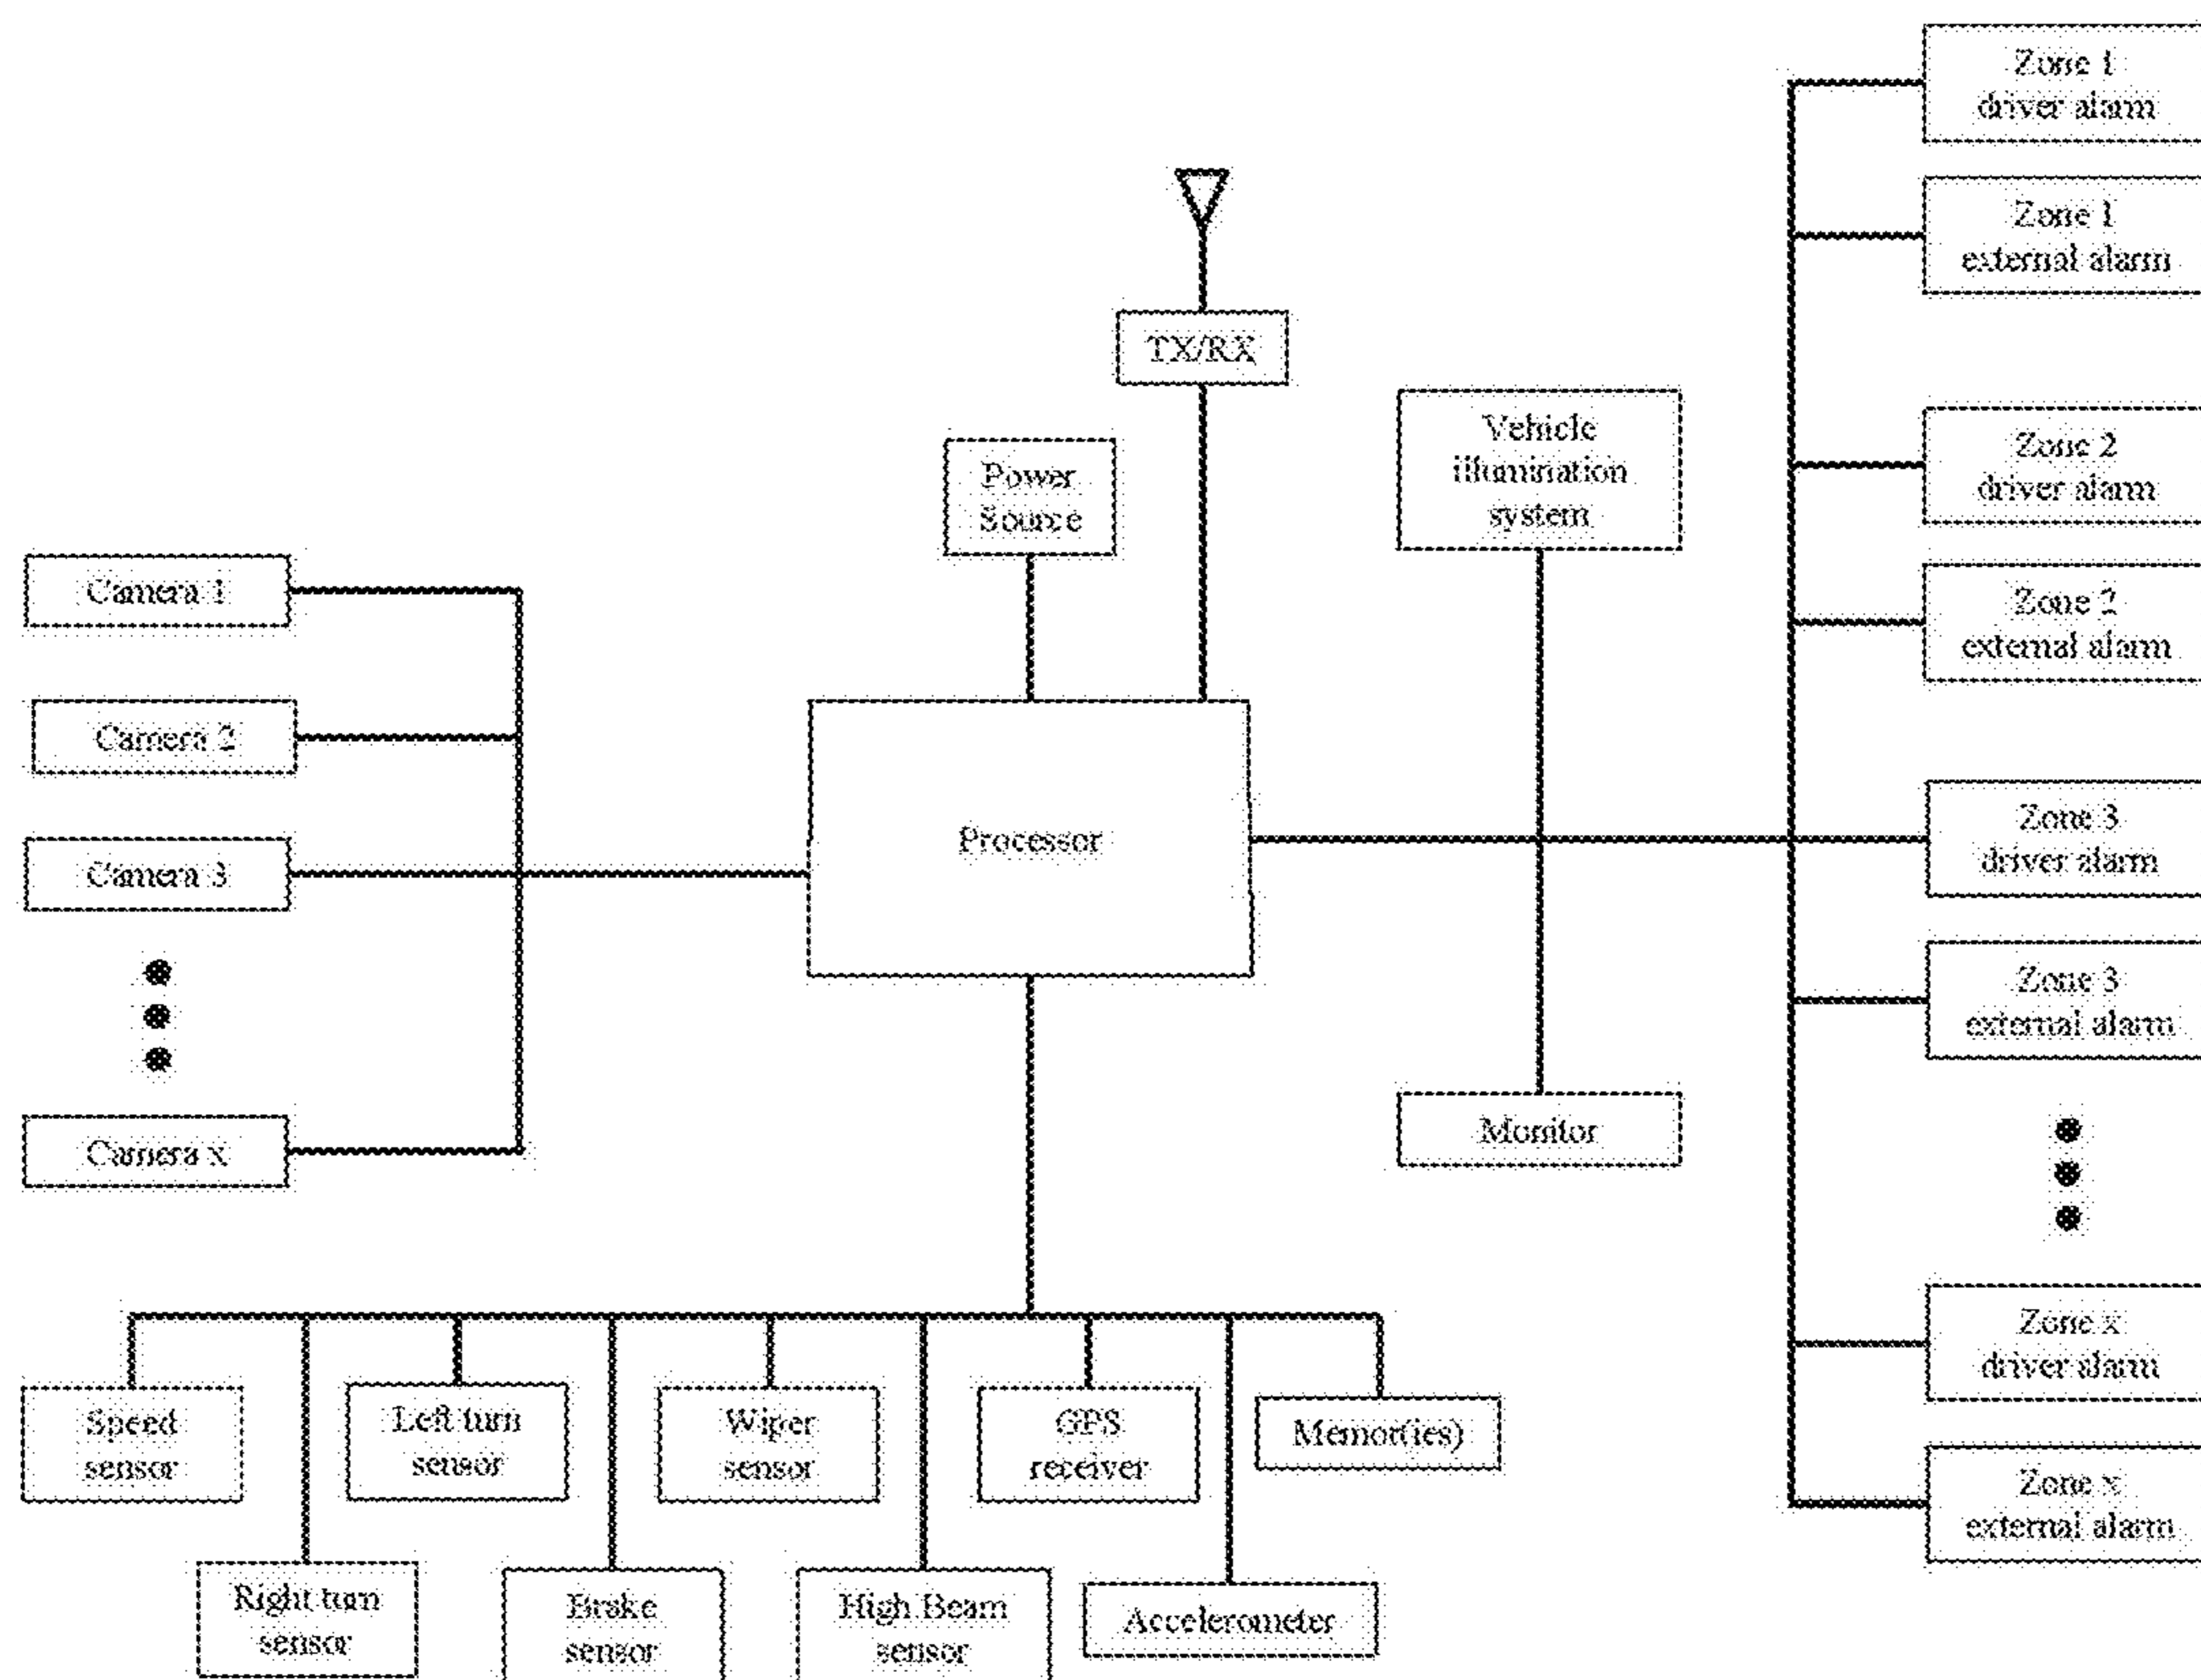 Zone 1
driver alarm
Zone 1
external alarm
TX/RX
Power
Source
Vehicle
illumination
system
Zone 2
driver alarm
Zone 2
external alarm
Camera 1
Camera 2
Camera 3
Camera x
Processor
Zone 3
driver alarm
Zone 3
external alarm
Monitor
Zone x
driver alarm
Zone x
external alarm
Speed
sensor
Left turn
sensor
Wiper
sensor
GPS
receiver
Memor(ies)
Right turn
sensor
Brake
sensor
High Beam
sensor
Accelerometer